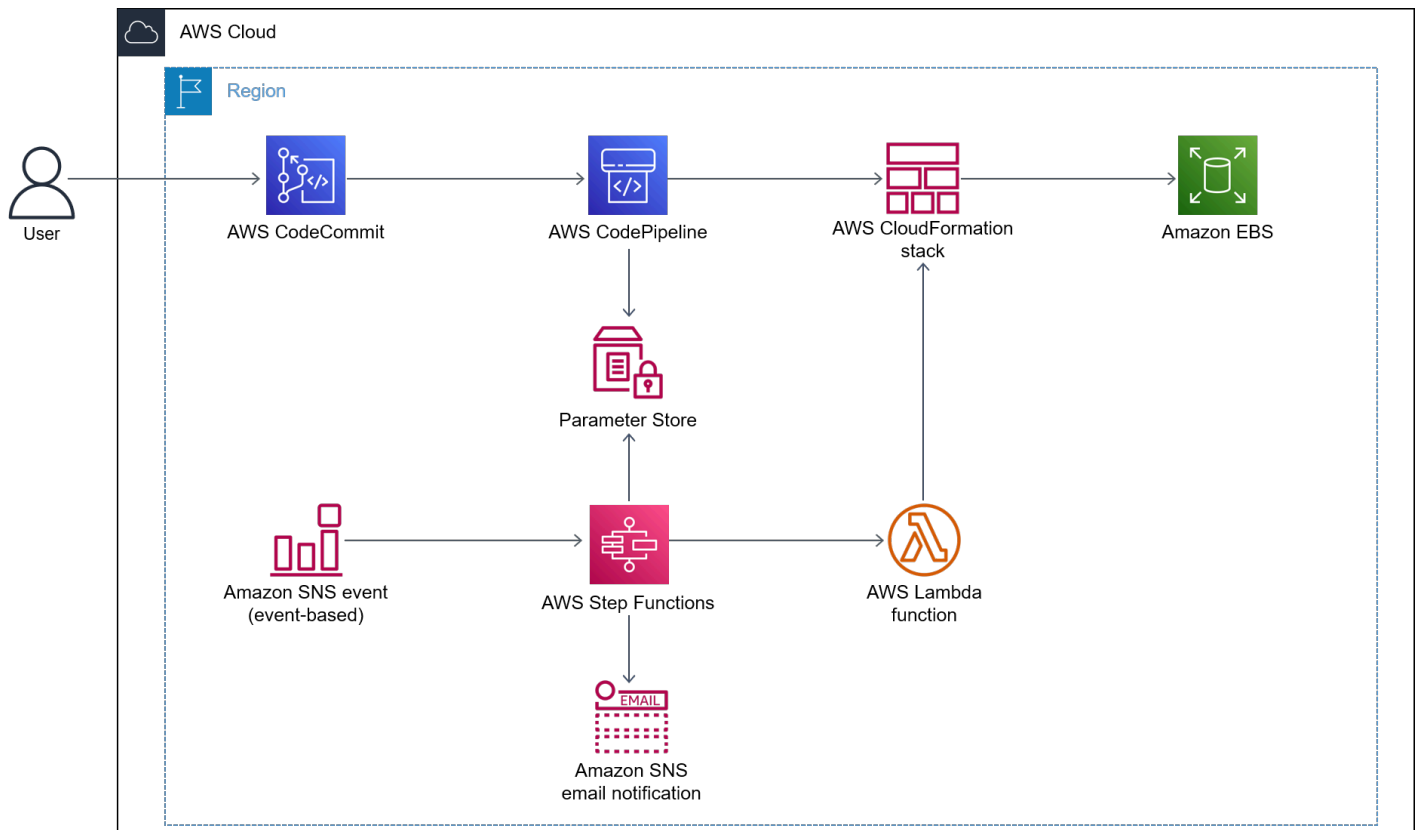 AWS Cloud
Region
User
AWS CodeCommit
AWS CodePipeline
AWS CloudFormation
stack
Amazon EBS
Parameter Store
Amazon SNS event
(event-based)
AWS Step Functions
AWS Lambda
function
EMAIL
Amazon SNS
email notification